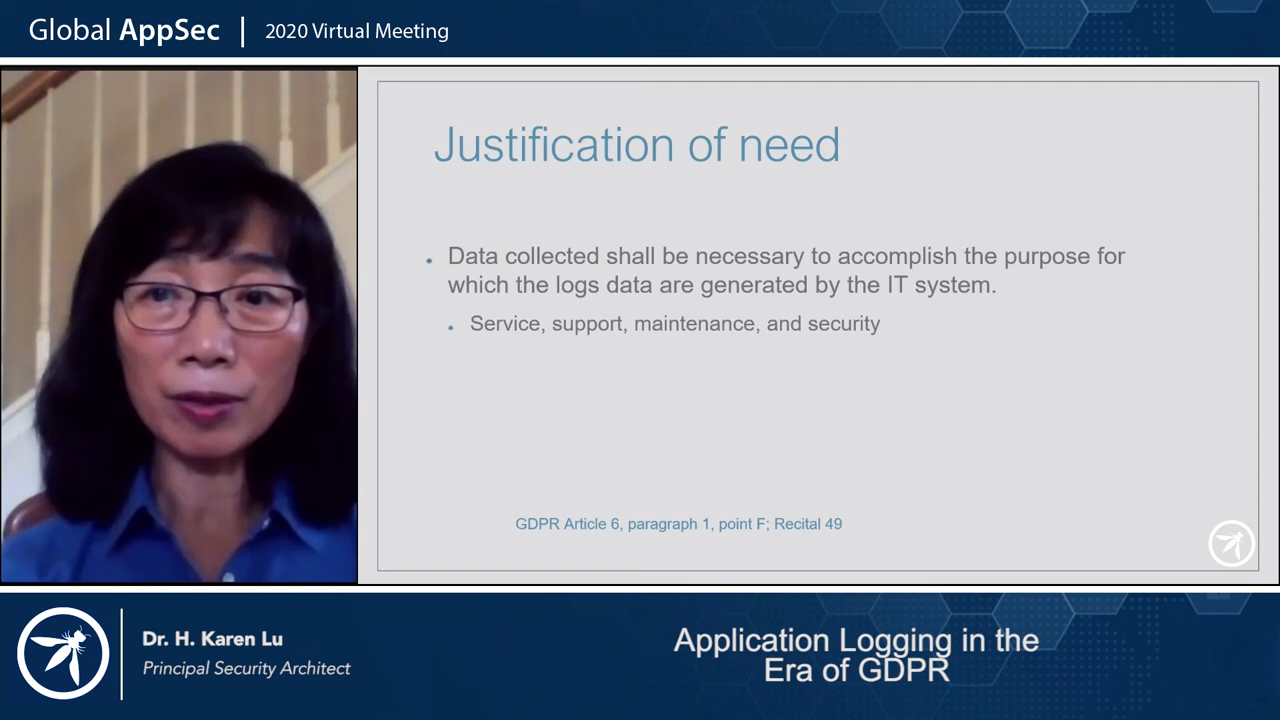 Global AppSec | 2020 Virtual Meeting
Justification of need
• Data collected shall be necessary to accomplish the purpose for
which the logs data are generated by the IT system.
• Service, support, maintenance, and security
GDPR Article 6, paragraph 1, point F; Recital 49
Dr. H. Karen Lu
Principal Security Architect
Application Logging in the
Era of GDPR